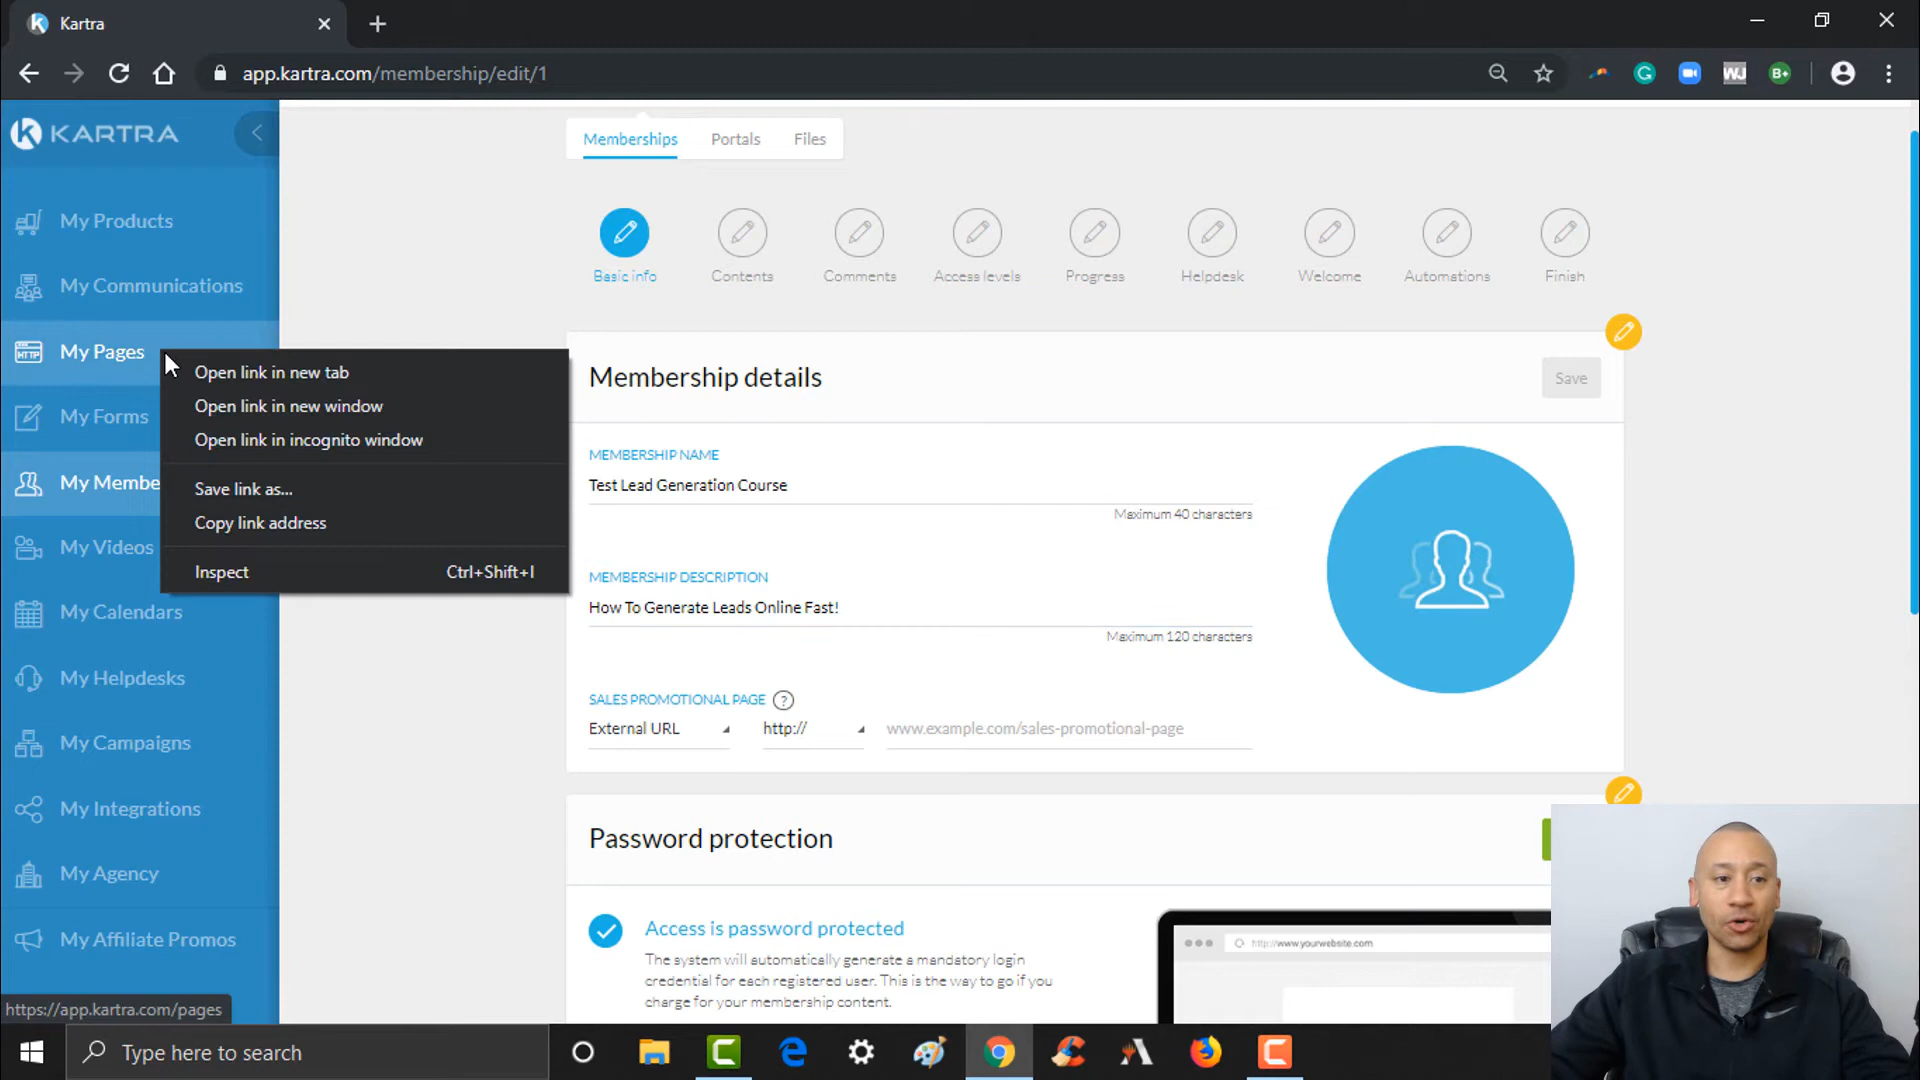 Kartra
app.kartra.com/membership/edit/1
KARTRA
Memberships Portals Files
My Products
My Communications
My Pages
My Forms
My Membe
My Videos
My Calendars
My Helpdesks
My Campaigns
My Integrations
My Agency
My Affiliate Promos
https://app.kartra.com/pages
Open link in new tab
Open link in new window
Open link in incognito window
Save link as...
Copy link address
Inspect Ctrl+Shift+I
Basic info Contents Comments Access levels Progress Helpdesk Welcome Automations Finish
Membership details
Save
MEMBERSHIP NAME
Test Lead Generation Course
Maximum 40 characters
MEMBERSHIP DESCRIPTION
How To Generate Leads Online Fast!
Maximum 120 characters
SALES PROMOTIONAL PAGE ?
External URL http:// www.example.com/sales-promotional-page
Password protection
Access is password protected
The system will automatically generate a mandatory login
credential for each registered user. This is the way to go if you
charge for your membership content.
http://www.yourwebsite.com
Type here to search